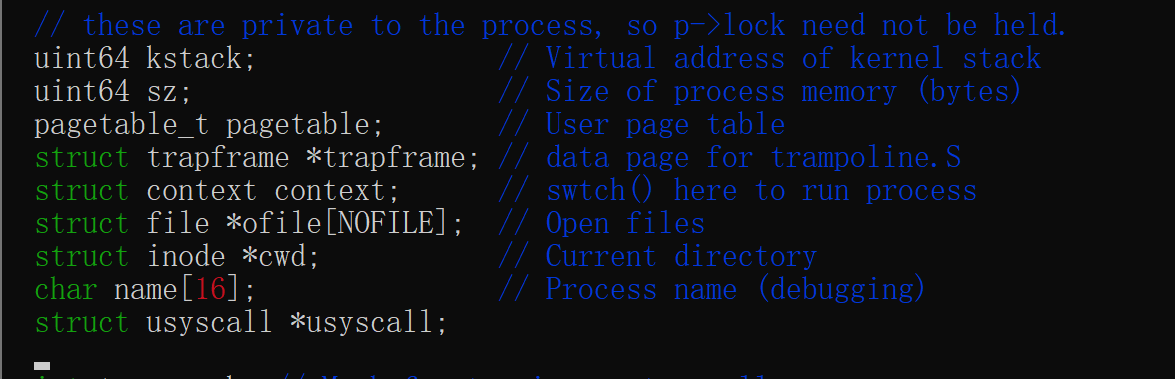 // these are private to the process, so p->lock need not be held.
uint64 kstack; // Virtual address of kernel stack
uint64 sz; // Size of process memory (bytes)
pagetable_t pagetable; // User page table
struct trapframe *trapframe; // data page for trampoline.S
struct context context; // swtch() here to run process
struct file *ofile[NOFILE]; // Open files
struct inode *cwd; // Current directory
char name[16]; // Process name (debugging)
struct usyscall *usyscall;